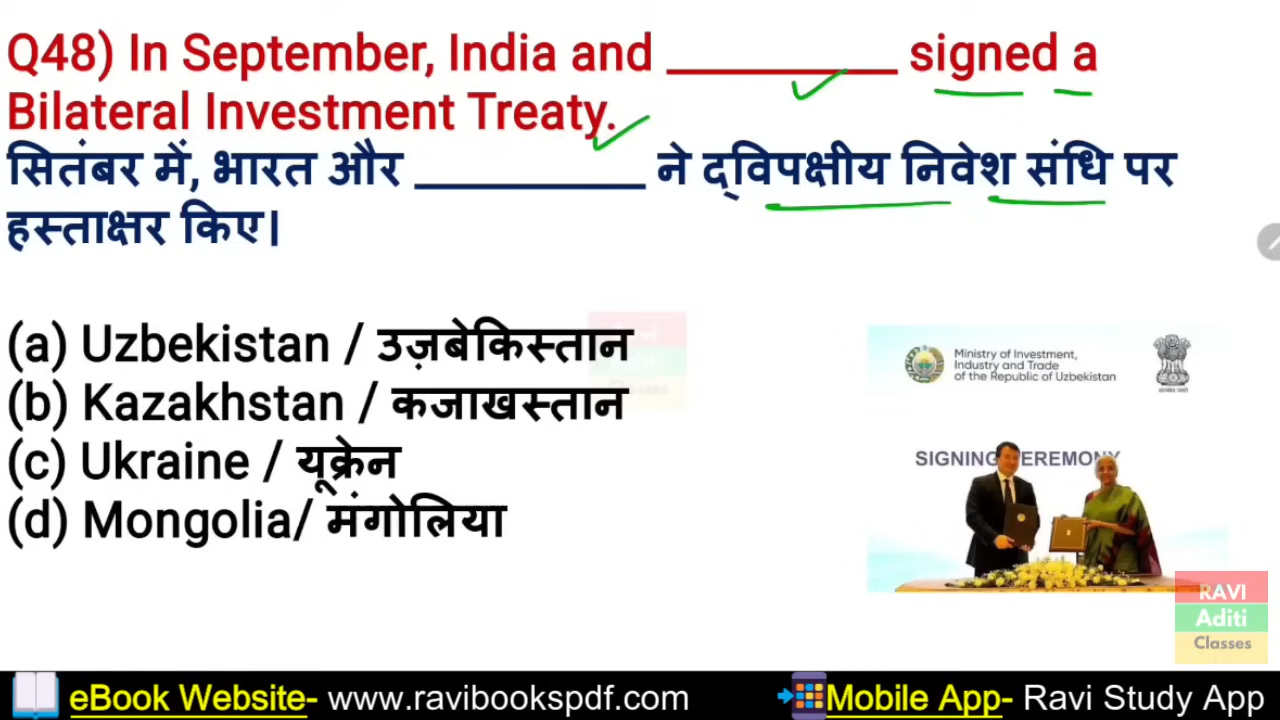 Q48) In September, India and __________ signed a
Bilateral Investment Treaty.
सितंबर में, भारत और __________ ने द्विपक्षीय निवेश संधि पर
हस्ताक्षर किए।
(a) Uzbekistan / उज़बेकिस्तान
(b) Kazakhstan / कजाखस्तान
(c) Ukraine / यूक्रेन
(d) Mongolia/ मंगोलिया
Ministry of Investment,
Industry and Trade
of the Republic of Uzbekistan
SIGNING CEREMONY
RAVI
Aditi
Classes
eBook Website- www.ravibookspdf.com
Mobile App- Ravi Study App